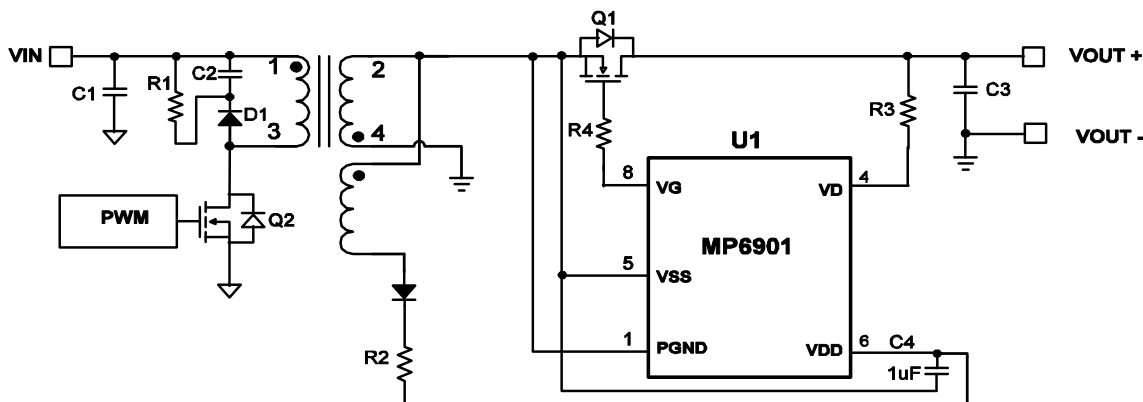 Q1
VIN
1
2
VOUT +
C2
R1
C1
C3
D1
R3
R4
3
4
VOUT -
U1
8
VG
VD
4
PWM
Q2
MP6901
5
VSS
1
PGND
VDD
6
C4
R2
1uF